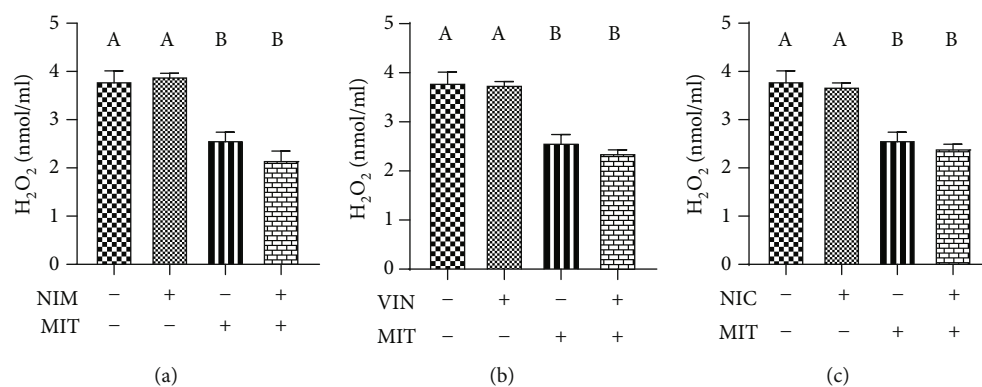 5
4
3
2
1
0
H2O2 (nmol/ml)
A A B B
NIM − + − +
MIT − − + +
(a)
5
4
3
2
1
0
H2O2 (nmol/ml)
A A B B
VIN − + − +
MIT − − + +
(b)
5
4
3
2
1
0
H2O2 (nmol/ml)
A A B B
NIC − + − +
MIT − − + +
(c)